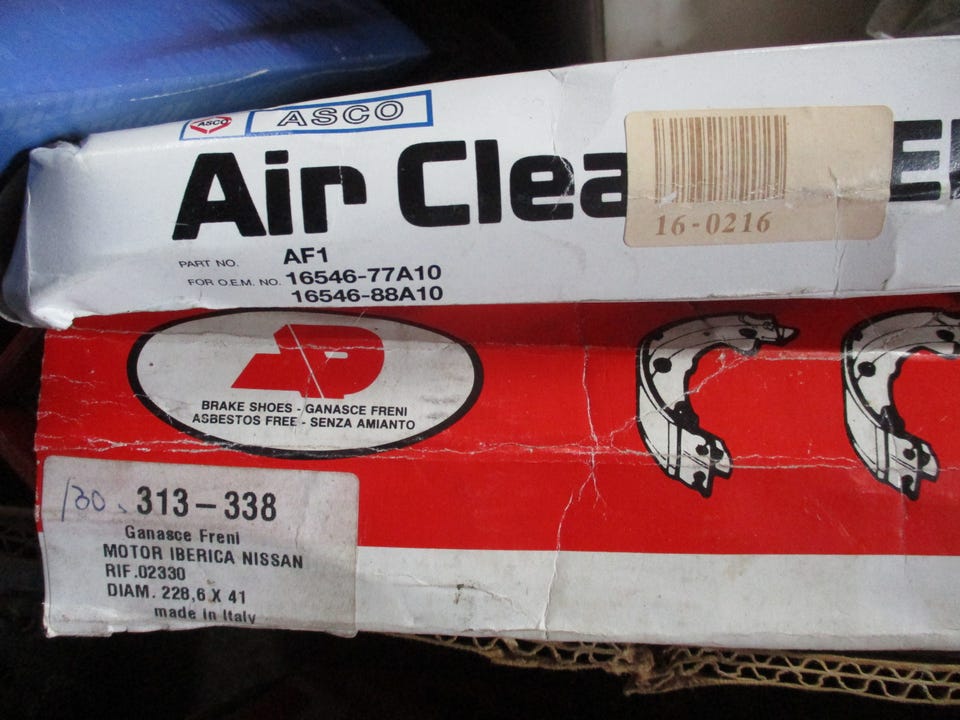 ASCO ASCO
Air Clea
16-0216
PART NO. AF1
FOR O.E.M. NO. 16546-77A10
16546-88A10
BRAKE SHOES - GANASCE FRENI
ASBESTOS FREE - SENZA AMIANTO
130. 313-338
Ganasce Freni
MOTOR IBERICA NISSAN
RIF.02330
DIAM. 228,6 X 41
made in Italy